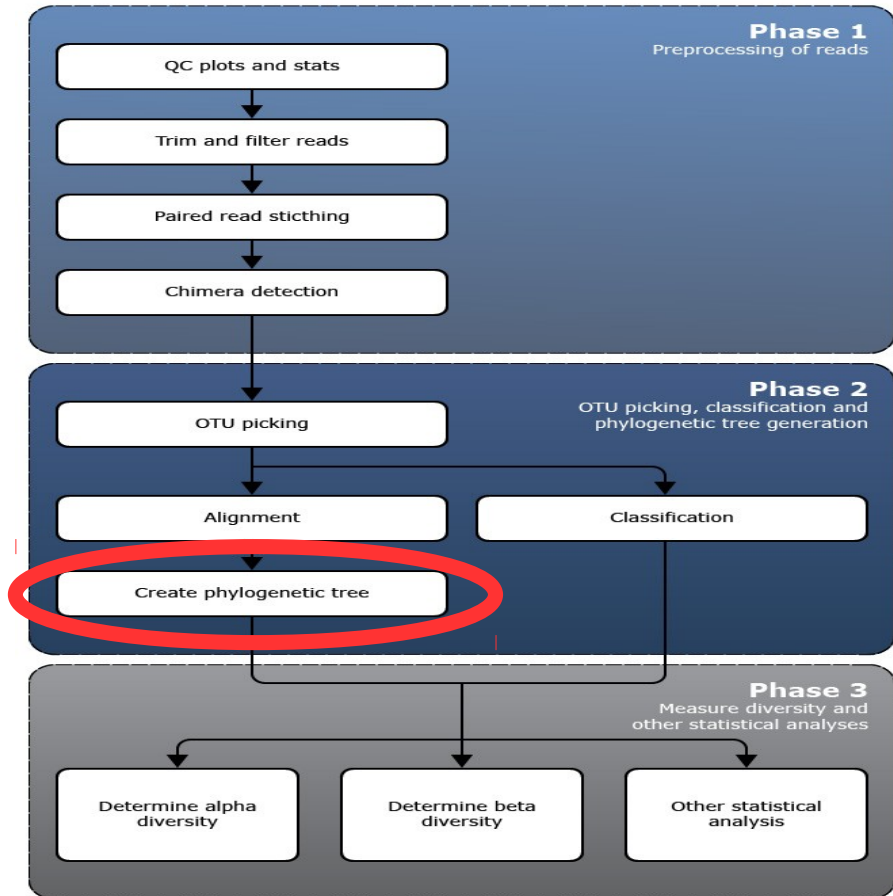 Phase 1
Preprocessing of reads
QC plots and stats
Trim and filter reads
Paired read sticthing
Chimera detection
Phase 2
OTU picking, classification and
phylogenetic tree generation
OTU picking
Alignment
Classification
Create phylogenetic tree
Phase 3
Measure diversity and
other statistical analyses
Determine alpha
diversity
Determine beta
diversity
Other statistical
analysis